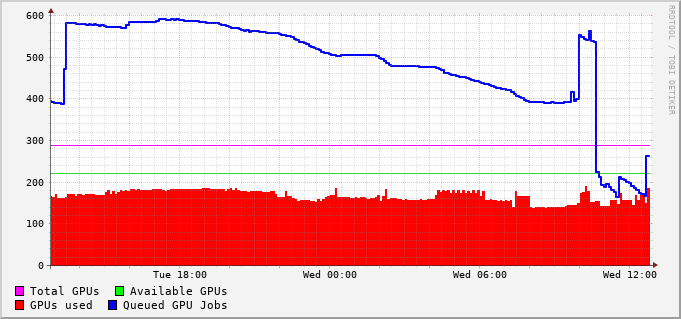 RRDTOOL / TOBI OETIKER
600
500
400
300
200
100
0
Tue 18:00 Wed 00:00 Wed 06:00 Wed 12:00
Total GPUs Available GPUs
GPUs used Queued GPU Jobs